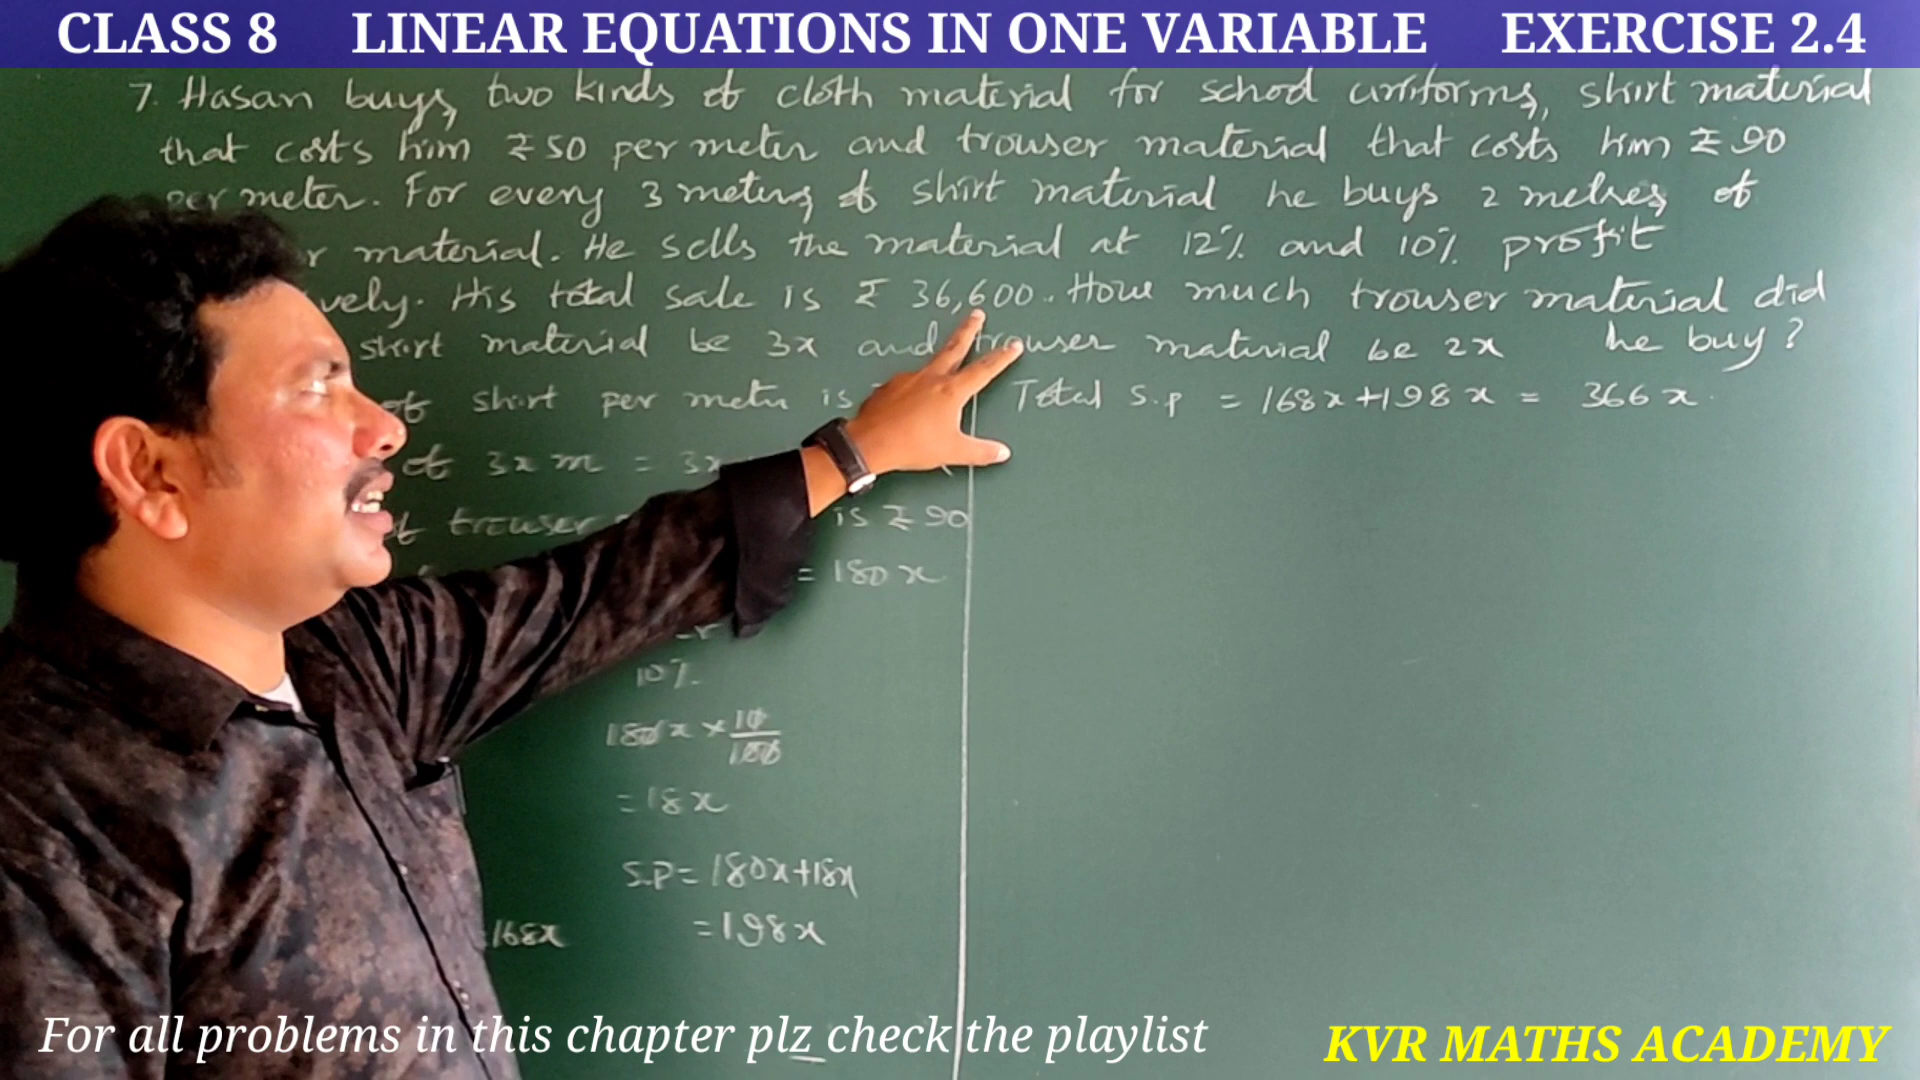 CLASS 8 LINEAR EQUATIONS IN ONE VARIABLE EXERCISE 2.4
7. Hasan buys two kinds of cloth material for school uniforms, shirt material
that costs him ₹50 per meter and trouser material that costs him ₹90
per meter. For every 3 meters of shirt material he buys 2 metres of
r material. He sells the material at 12% and 10% profit
vely. His total sale is ₹ 36,600. How much trouser material did
he buy?
shirt material be 3x and trouser material be 2x
of shirt per meter is
of 3x m = 3x
of trouser is ₹90
= 180x
10%
180x × 10/100
= 18x
S.P = 180x+18x
= 198x
168x
Total S.p = 168x+198x = 366x.
For all problems in this chapter plz check the playlist
KVR MATHS ACADEMY